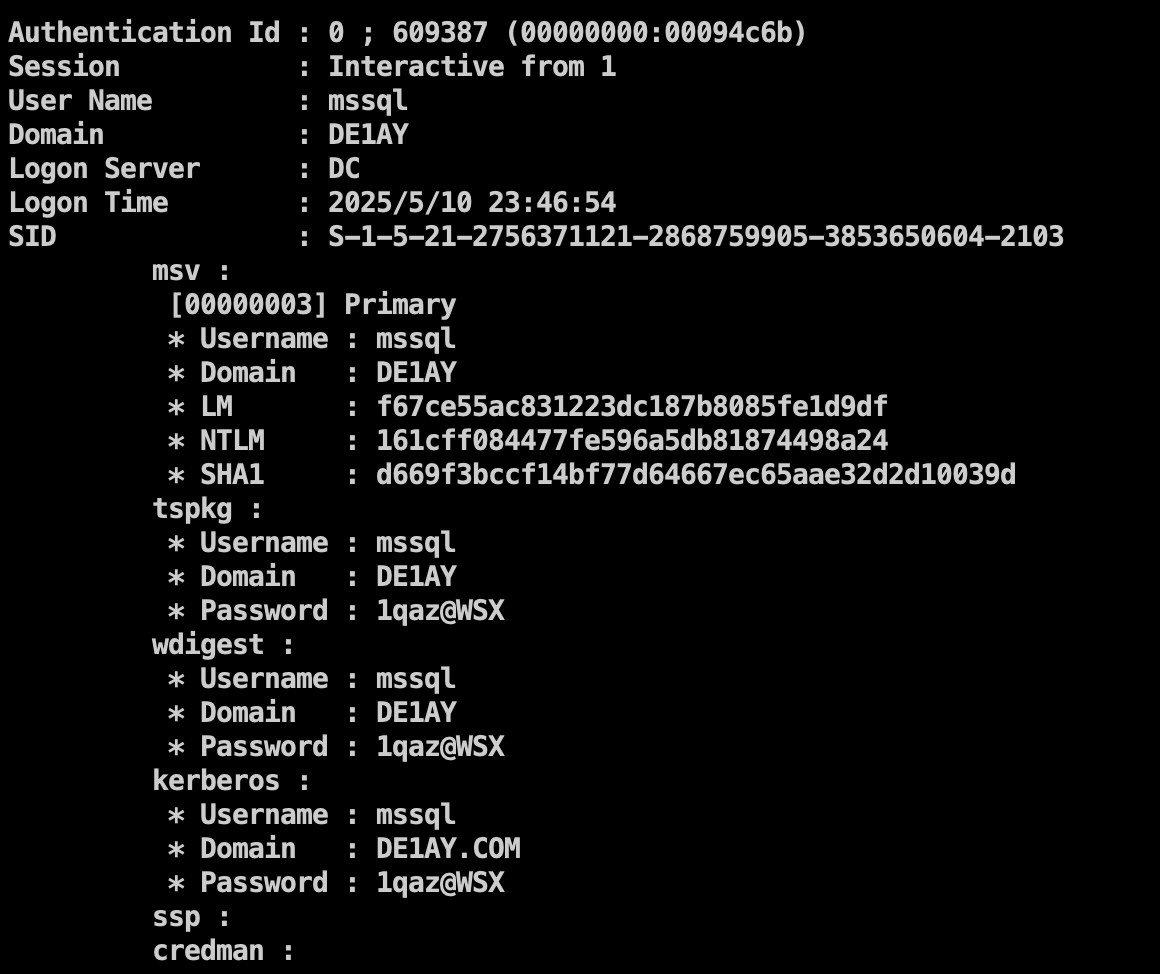 Authentication Id : 0 ; 609387 (00000000:00094c6b)
Session           : Interactive from 1
User Name         : mssql
Domain            : DE1AY
Logon Server      : DC
Logon Time        : 2025/5/10 23:46:54
SID               : S-1-5-21-2756371121-2868759905-3853650604-2103
         msv :
          [00000003] Primary
          * Username : mssql
          * Domain   : DE1AY
          * LM       : f67ce55ac831223dc187b8085fe1d9df
          * NTLM     : 161cff084477fe596a5db81874498a24
          * SHA1     : d669f3bccf14bf77d64667ec65aae32d2d10039d
         tspkg :
          * Username : mssql
          * Domain   : DE1AY
          * Password : 1qaz@WSX
         wdigest :
          * Username : mssql
          * Domain   : DE1AY
          * Password : 1qaz@WSX
         kerberos :
          * Username : mssql
          * Domain   : DE1AY.COM
          * Password : 1qaz@WSX
         ssp :
         credman :